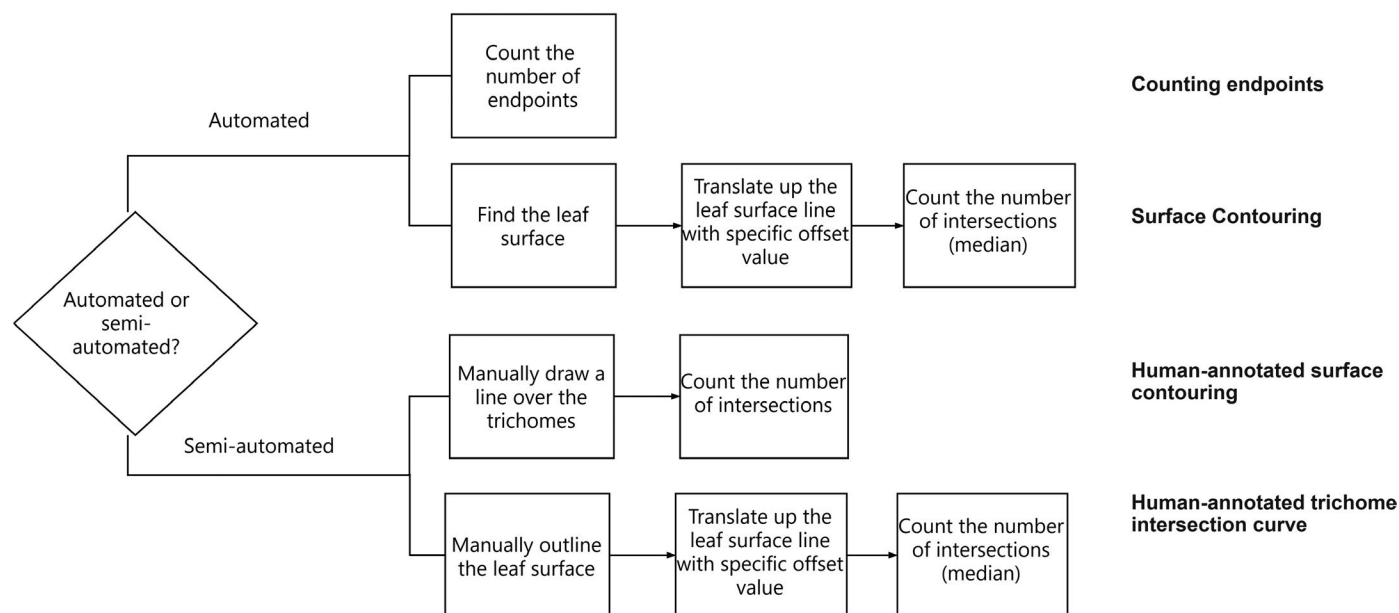 Count the
number of
endpoints
Counting endpoints
Automated
Find the leaf
surface
Translate up the
leaf surface line
with specific offset
value
Count the number
of intersections
(median)
Surface Contouring
Automated or
semi-
automated?
Manually draw a
line over the
trichomes
Count the number
of intersections
Human-annotated surface
contouring
Semi-automated
Manually outline
the leaf surface
Translate up the
leaf surface line
with specific offset
value
Count the number
of intersections
(median)
Human-annotated trichome
intersection curve